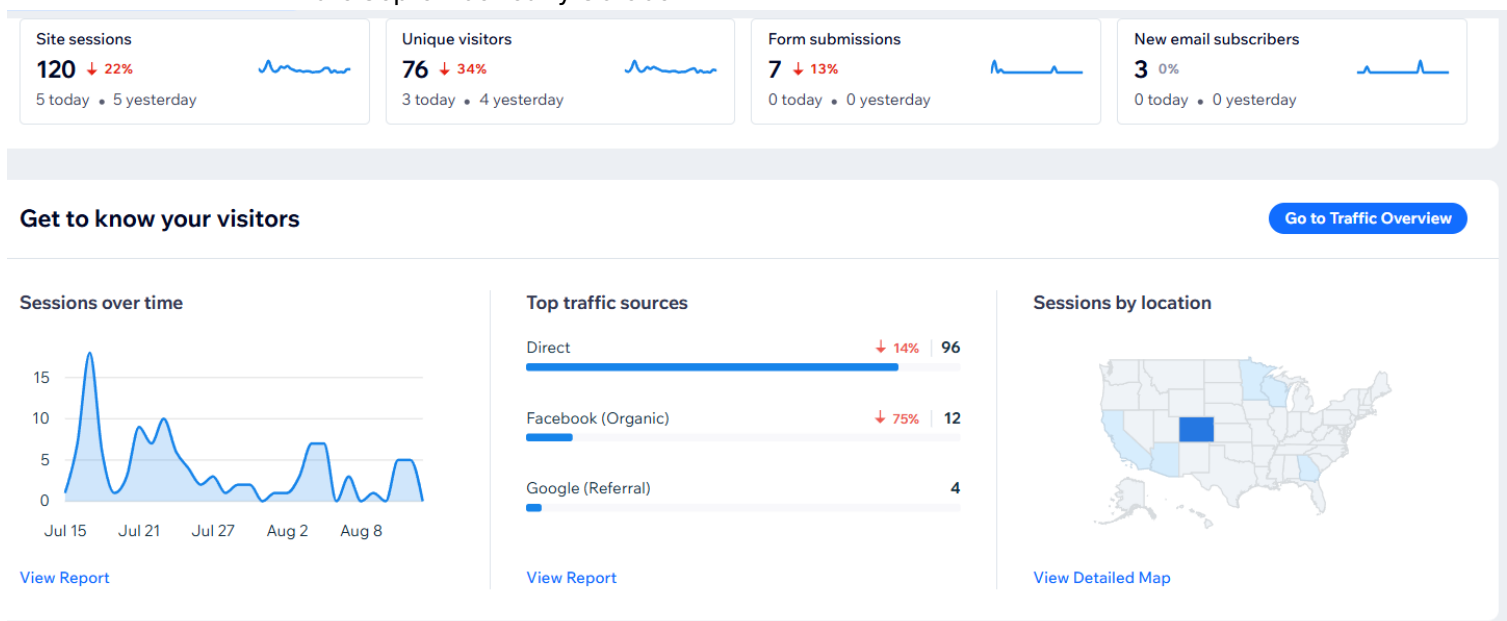 Site sessions
120 ↓ 22%
5 today • 5 yesterday
Unique visitors
76 ↓ 34%
3 today • 4 yesterday
Form submissions
7 ↓ 13%
0 today • 0 yesterday
New email subscribers
3 0%
0 today • 0 yesterday
Get to know your visitors
Go to Traffic Overview
Sessions over time
15
10
5
0
Jul 15 Jul 21 Jul 27 Aug 2 Aug 8
View Report
Top traffic sources
Direct ↓ 14% 96
Facebook (Organic) ↓ 75% 12
Google (Referral) 4
View Report
Sessions by location
View Detailed Map